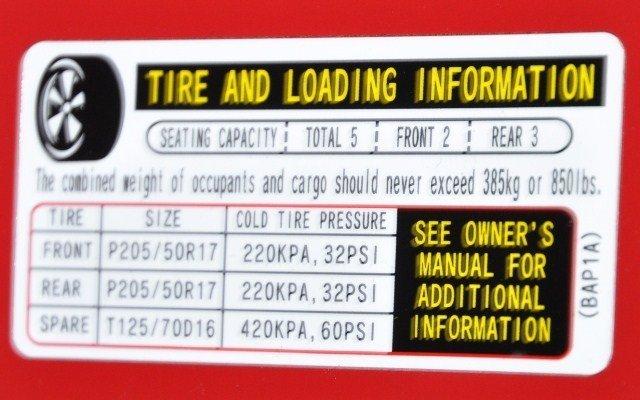 TIRE AND LOADING INFORMATION
SEATING CAPACITY TOTAL 5 FRONT 2 REAR 3
The combined weight of occupants and cargo should never exceed 385kg or 850lbs.
TIRE SIZE COLD TIRE PRESSURE
FRONT P205/50R17 220KPA, 32PSI
REAR P205/50R17 220KPA, 32PSI
SPARE T125/70D16 420KPA, 60PSI
SEE OWNER'S
MANUAL FOR
ADDITIONAL
INFORMATION
(BAP1A)